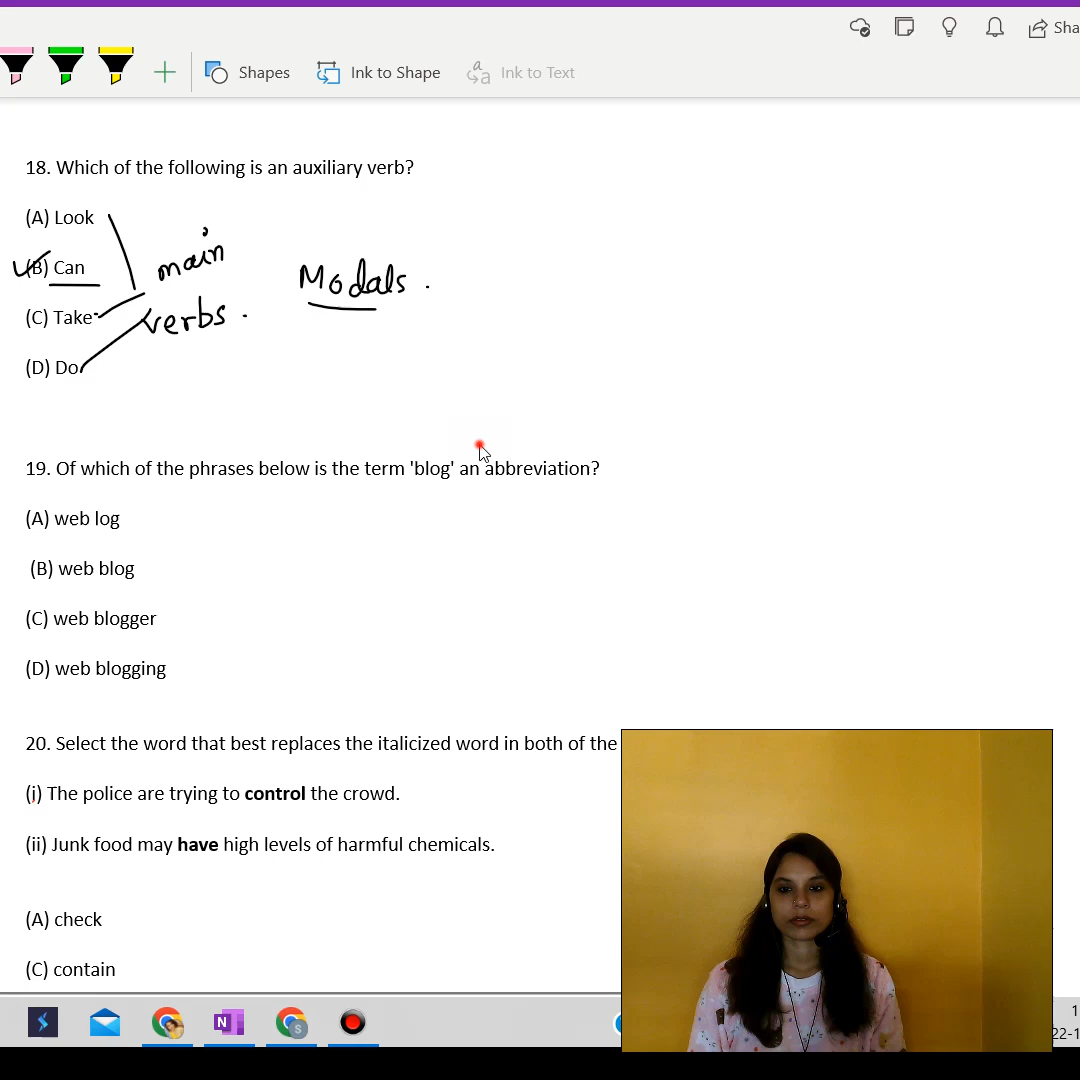 Sha
Shapes
Ink to Shape
Ink to Text
18. Which of the following is an auxiliary verb?
(A) Look
(B) Can
main
Modals.
(C) Take
verbs.
(D) Do
19. Of which of the phrases below is the term 'blog' an abbreviation?
(A) web log
(B) web blog
(C) web blogger
(D) web blogging
20. Select the word that best replaces the italicized word in both of the
(i) The police are trying to control the crowd.
(ii) Junk food may have high levels of harmful chemicals.
(A) check
(C) contain
N
S
1
22-1